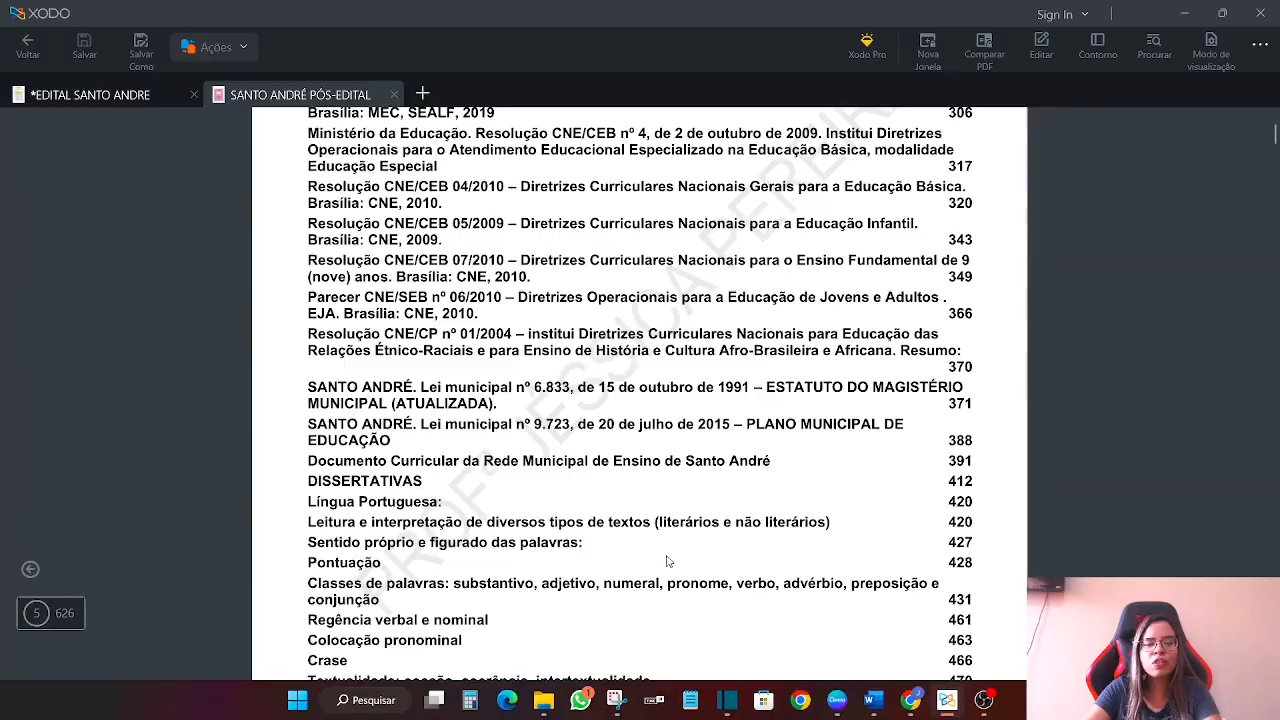 XODO
Sign In
Voltar
Salvar
Salvar Como
Ações
Xodo Pro
Nova Jonela
Comparar PDF
Editar
Contorno
Procurar
Modo de visualização
*EDITAL SANTO ANDRE
SANTO ANDRÉ PÓS-EDITAL
Brasília: MEC, SEALF, 2019 306
Ministério da Educação. Resolução CNE/CEB nº 4, de 2 de outubro de 2009. Institui Diretrizes
Operacionais para o Atendimento Educacional Especializado na Educação Básica, modalidade
Educação Especial 317
Resolução CNE/CEB 04/2010 – Diretrizes Curriculares Nacionais Gerais para a Educação Básica.
Brasília: CNE, 2010. 320
Resolução CNE/CEB 05/2009 – Diretrizes Curriculares Nacionais para a Educação Infantil.
Brasília: CNE, 2009. 343
Resolução CNE/CEB 07/2010 – Diretrizes Curriculares Nacionais para o Ensino Fundamental de 9
(nove) anos. Brasília: CNE, 2010. 349
Parecer CNE/SEB nº 06/2010 – Diretrizes Operacionais para a Educação de Jovens e Adultos .
EJA. Brasília: CNE, 2010. 366
Resolução CNE/CP nº 01/2004 – institui Diretrizes Curriculares Nacionais para Educação das
Relações Étnico-Raciais e para Ensino de História e Cultura Afro-Brasileira e Africana. Resumo:
370
SANTO ANDRÉ. Lei municipal nº 6.833, de 15 de outubro de 1991 – ESTATUTO DO MAGISTÉRIO
MUNICIPAL (ATUALIZADA). 371
SANTO ANDRÉ. Lei municipal nº 9.723, de 20 de julho de 2015 – PLANO MUNICIPAL DE
EDUCAÇÃO 388
Documento Curricular da Rede Municipal de Ensino de Santo André 391
DISSERTATIVAS 412
Língua Portuguesa: 420
Leitura e interpretação de diversos tipos de textos (literários e não literários) 420
Sentido próprio e figurado das palavras: 427
Pontuação 428
Classes de palavras: substantivo, adjetivo, numeral, pronome, verbo, advérbio, preposição e
conjunção 431
Regência verbal e nominal 461
Colocação pronominal 463
Crase 466
Textualidade: coesão, coerência, intertextualidade 470
PROFª JÉSSICA PEREIRA
5 626
Pesquisar
1